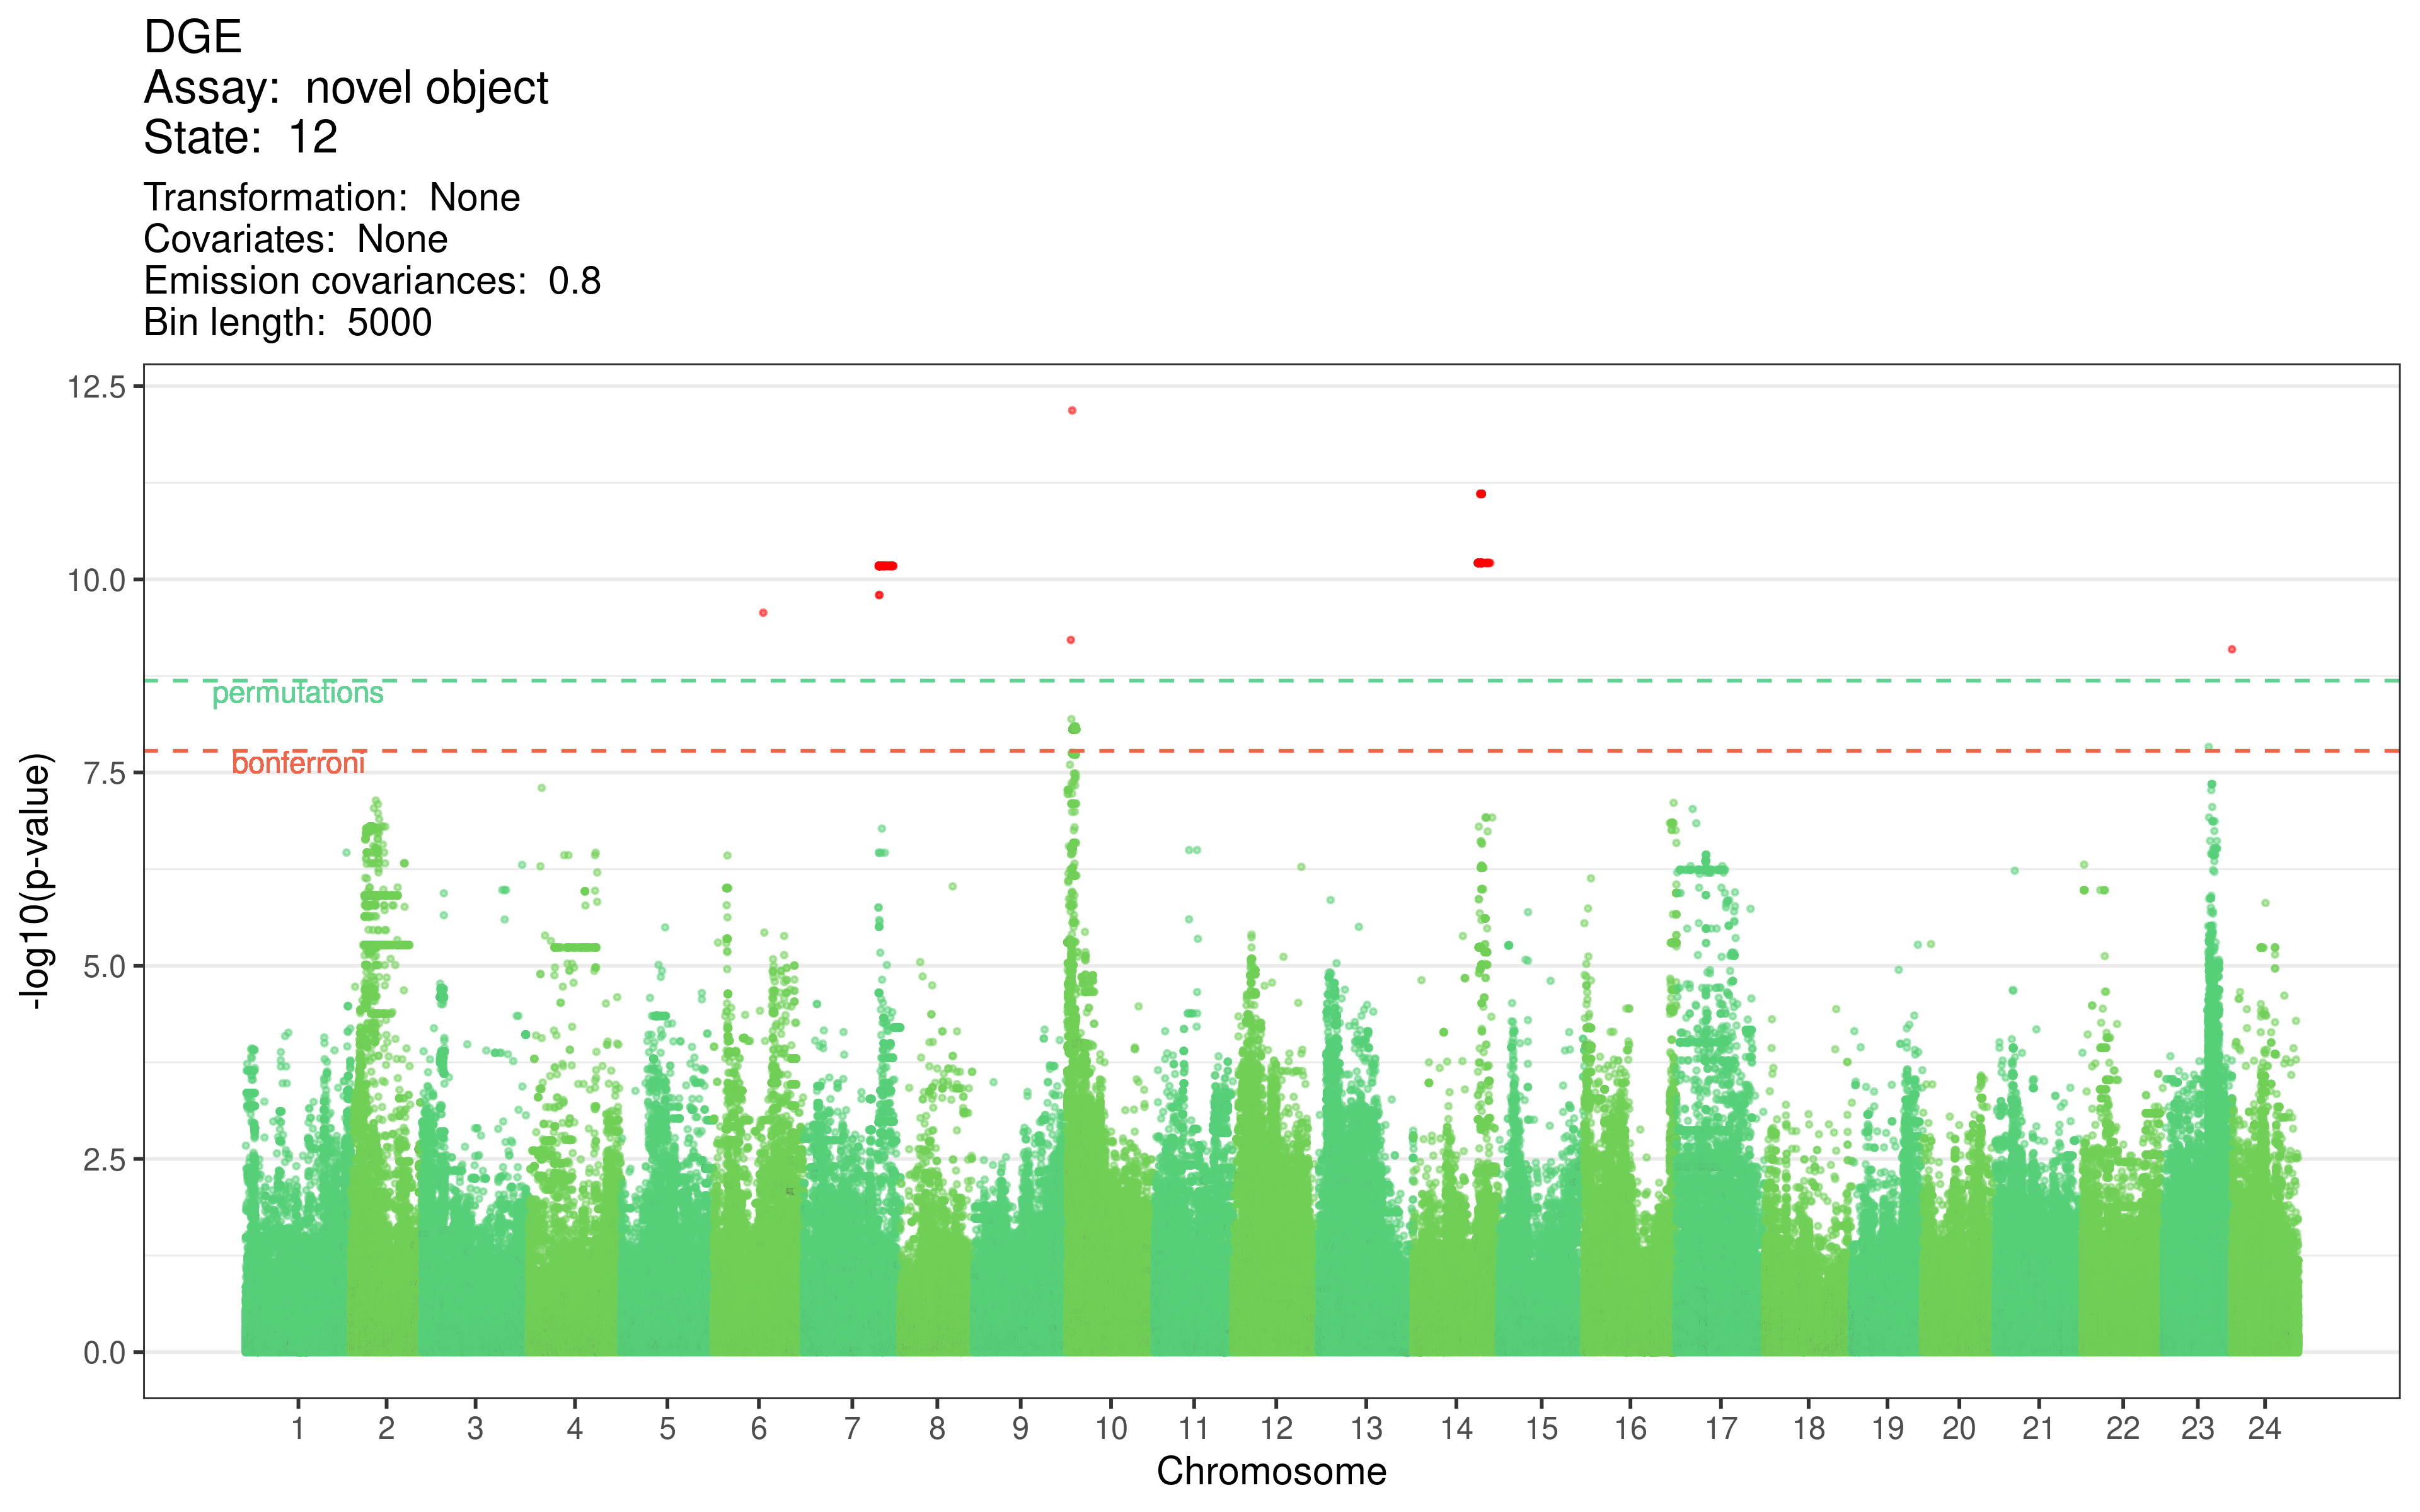 DGE
Assay:  novel object
State:  12
Transformation:  None
Covariates:  None
Emission covariances:  0.8
Bin length:  5000
12.5
10.0
permutations
bonferroni
7.5
5.0
2.5
0.0
-log10(p-value)
1 2 3 4 5 6 7 8 9 10 11 12 13 14 15 16 17 18 19 20 21 22 23 24
Chromosome